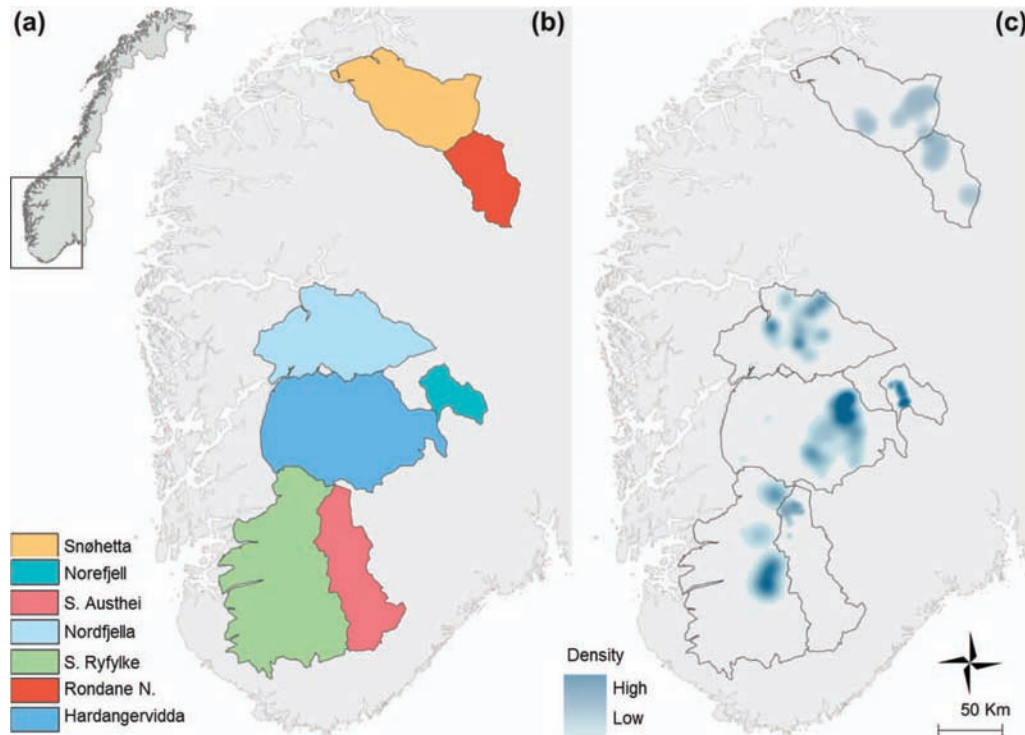 (a)
(b)
(c)
Snøhetta
Norefjell
S. Austhei
Nordfjella
S. Ryfylke
Rondane N.
Hardangervidda
Density
High
Low
50 Km